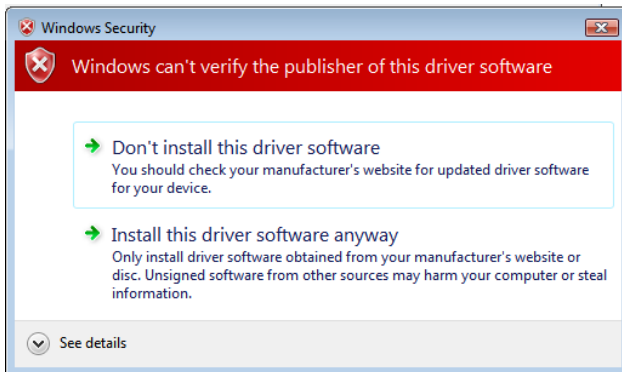 Windows Security
Windows can't verify the publisher of this driver software
Don't install this driver software
You should check your manufacturer's website for updated driver software
for your device.
Install this driver software anyway
Only install driver software obtained from your manufacturer's website or
disc. Unsigned software from other sources may harm your computer or steal
information.
See details